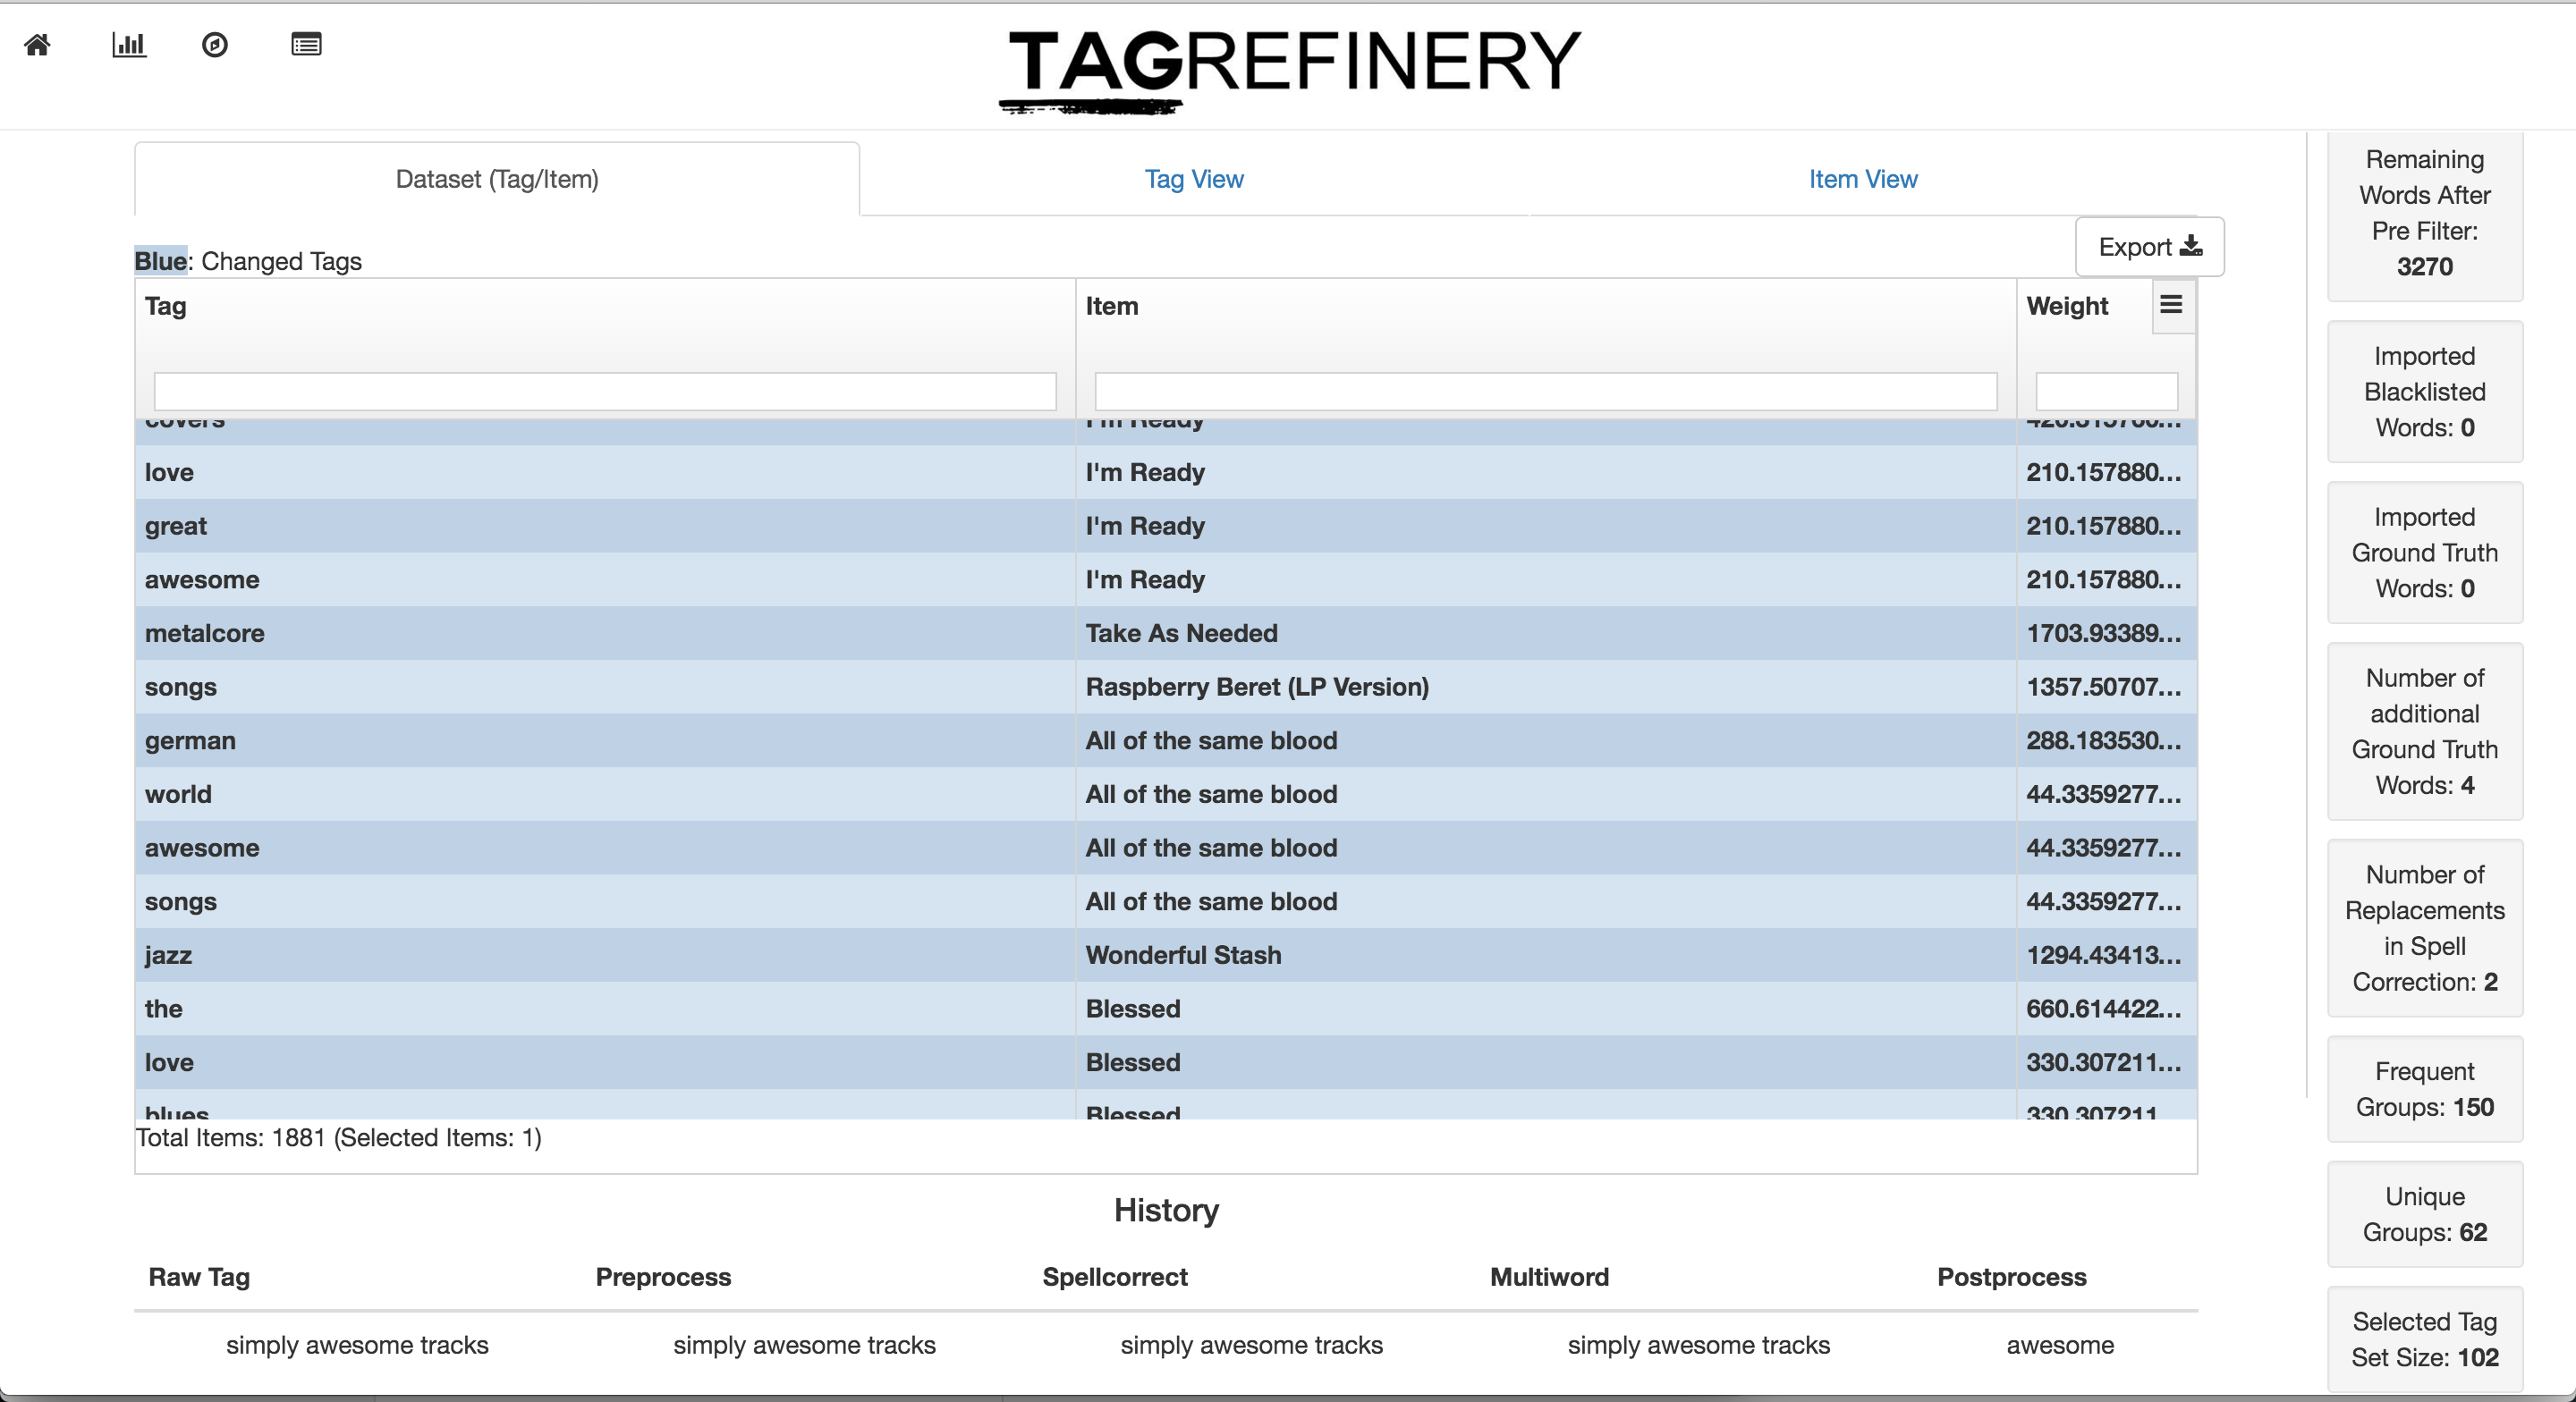 TAGREFINERY
Dataset (Tag/Item) Tag View Item View
Export
Blue: Changed Tags
Tag Item Weight
covers I'm Ready
love I'm Ready 210.157880...
great I'm Ready 210.157880...
awesome I'm Ready 210.157880...
metalcore Take As Needed 1703.93389...
songs Raspberry Beret (LP Version) 1357.50707...
german All of the same blood 288.183530...
world All of the same blood 44.3359277...
awesome All of the same blood 44.3359277...
songs All of the same blood 44.3359277...
jazz Wonderful Stash 1294.43413...
the Blessed 660.614422...
love Blessed 330.307211...
blues Blessed 330.307211
Total Items: 1881 (Selected Items: 1)
History
Raw Tag Preprocess Spellcorrect Multiword Postprocess
simply awesome tracks simply awesome tracks simply awesome tracks simply awesome tracks awesome
Remaining
Words After
Pre Filter:
3270
Imported
Blacklisted
Words: 0
Imported
Ground Truth
Words: 0
Number of
additional
Ground Truth
Words: 4
Number of
Replacements
in Spell
Correction: 2
Frequent
Groups: 150
Unique
Groups: 62
Selected Tag
Set Size: 102